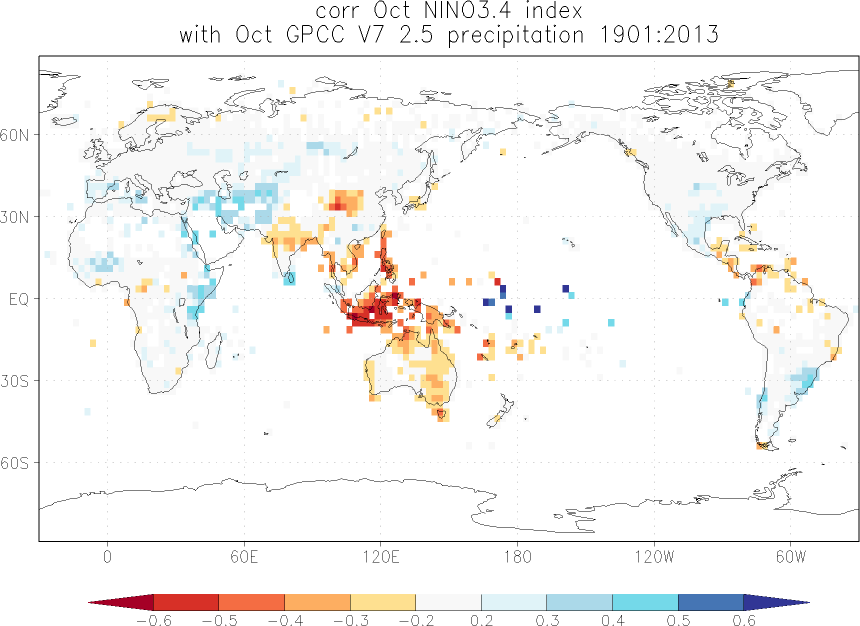 corr Oct NINO3.4 index
with Oct GPCC V7 2.5 precipitation 1901:2013
60N
30N
EQ
30S
60S
0 60E 120E 180 120W 60W
-0.6 -0.5 -0.4 -0.3 -0.2 0.2 0.3 0.4 0.5 0.6